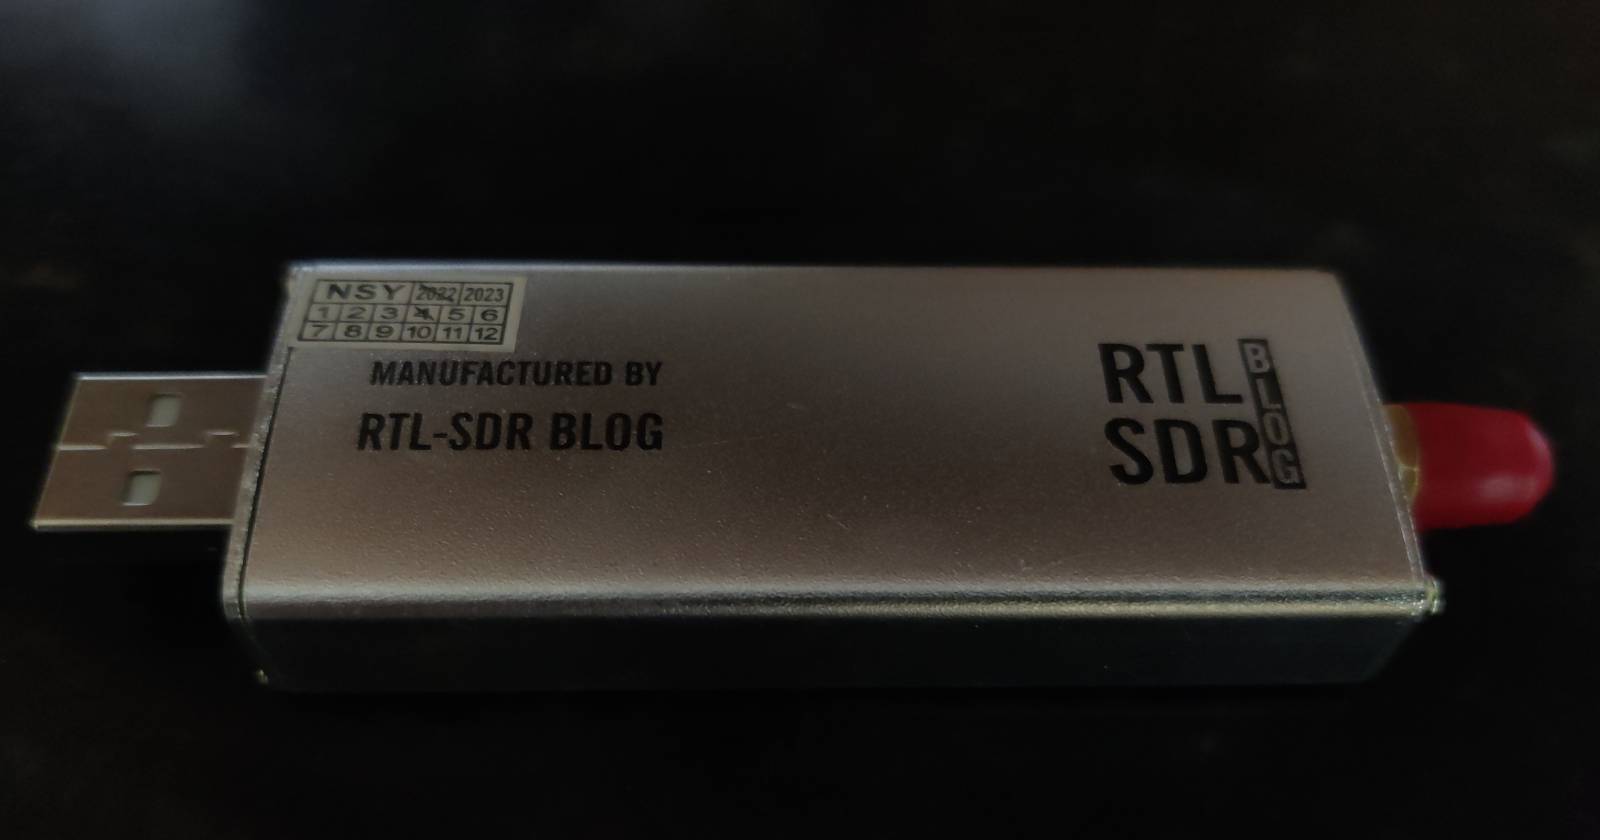 NSY 2022 2023
1 2 3 4 5 6
7 8 9 10 11 12
MANUFACTURED BY
RTL-SDR BLOG
RTL
SDR
BLOG